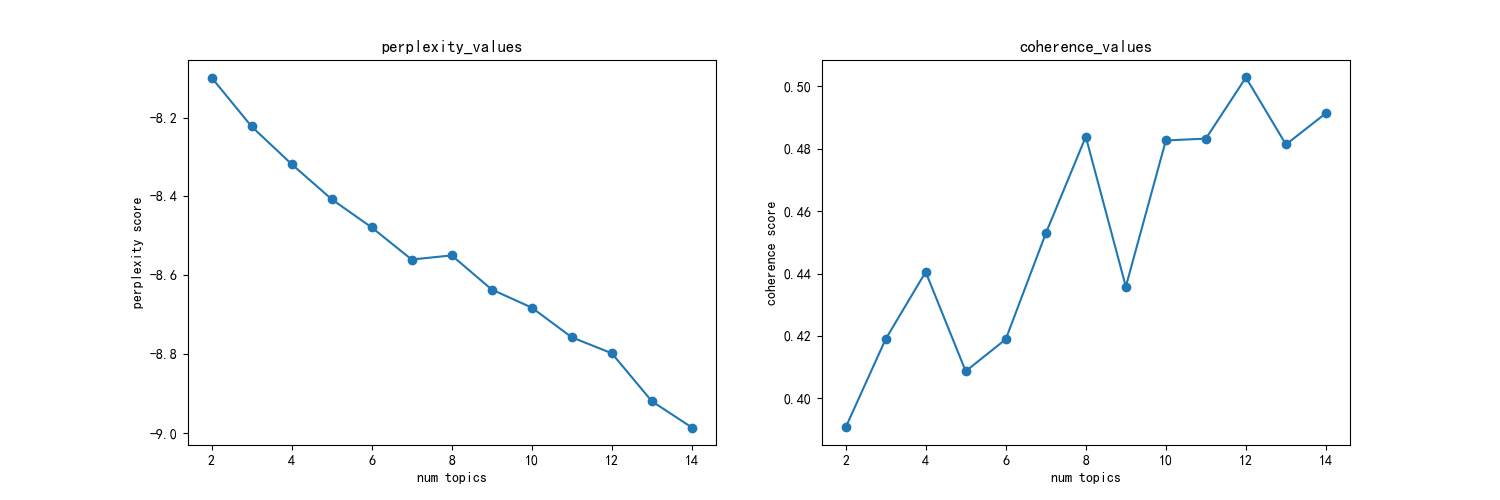 perplexity_values
-8.2
-8.4
-8.6
-8.8
-9.0
perplexity score
2 4 6 8 10 12 14
num topics
coherence_values
0.50
0.48
0.46
0.44
0.42
0.40
coherence score
2 4 6 8 10 12 14
num topics